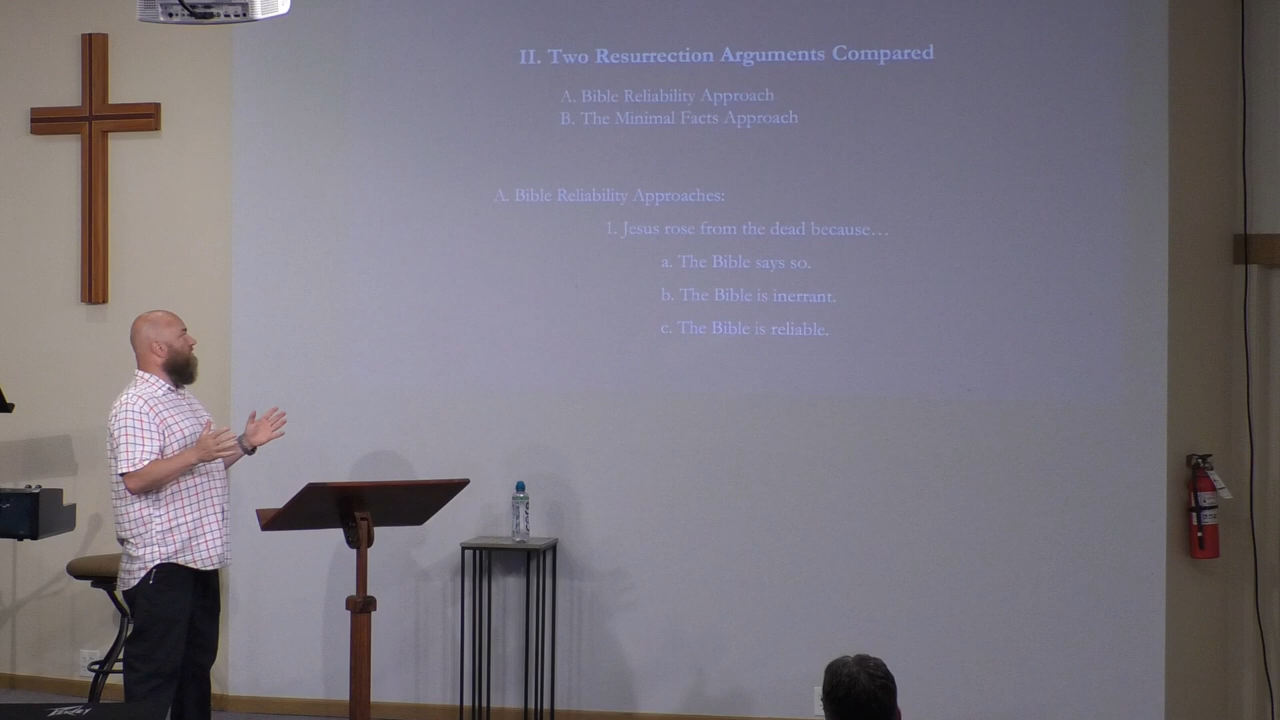 II. Two Resurrection Arguments Compared
A. Bible Reliability Approach
B. The Minimal Facts Approach
A. Bible Reliability Approaches:
1. Jesus rose from the dead because…
a. The Bible says so.
b. The Bible is inerrant.
c. The Bible is reliable.
PEAVEY